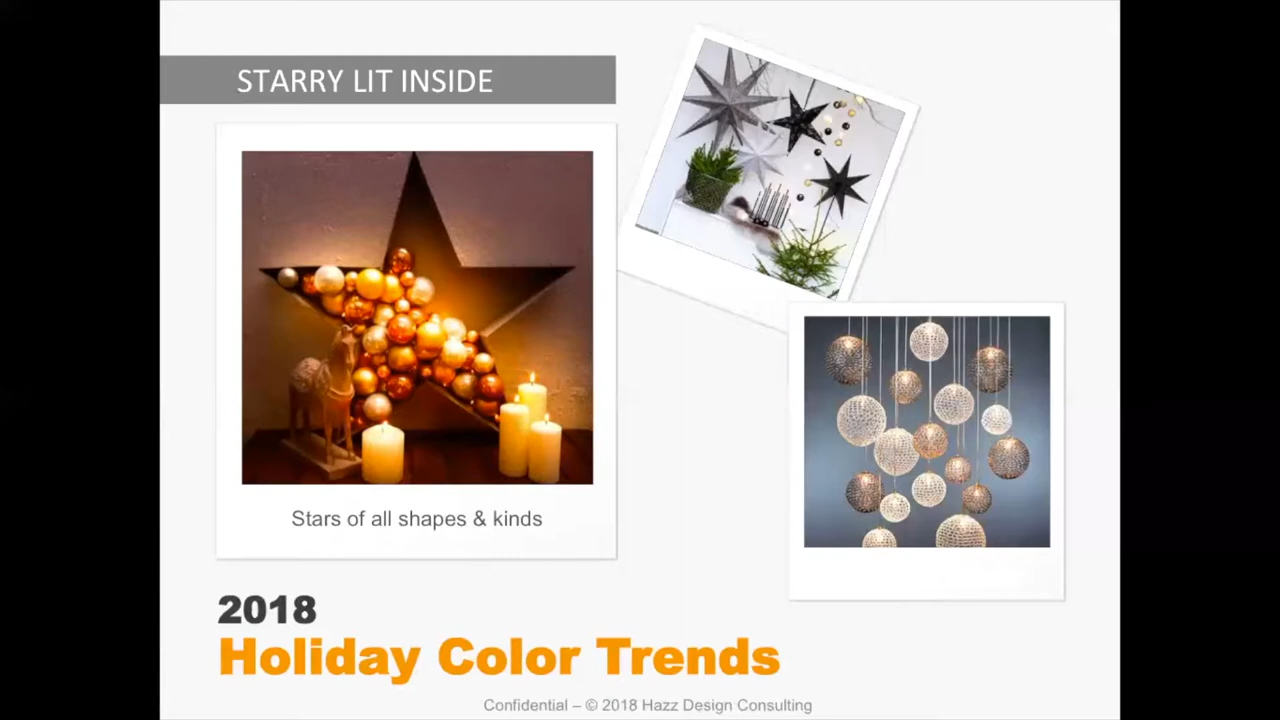 STARRY LIT INSIDE
Stars of all shapes & kinds
2018
Holiday Color Trends
Confidential – © 2018 Hazz Design Consulting